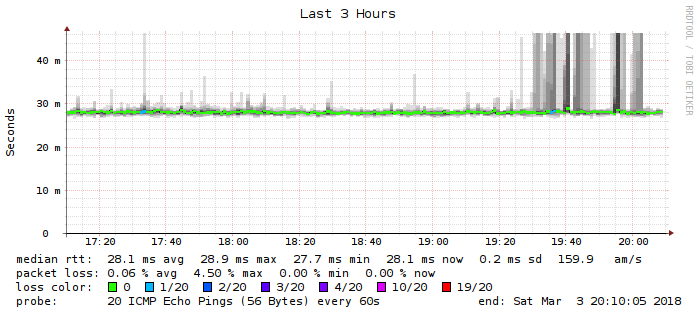 Last 3 Hours
RRDTOOL / TOBI OETIKER
Seconds
40 m
30 m
20 m
10 m
0
17:20 17:40 18:00 18:20 18:40 19:00 19:20 19:40 20:00
median rtt: 28.1 ms avg 28.9 ms max 27.7 ms min 28.1 ms now 0.2 ms sd 159.9 am/s
packet loss: 0.06 % avg 4.50 % max 0.00 % min 0.00 % now
loss color: 0 1/20 2/20 3/20 4/20 10/20 19/20
probe: 20 ICMP Echo Pings (56 Bytes) every 60s end: Sat Mar 3 20:10:05 2018